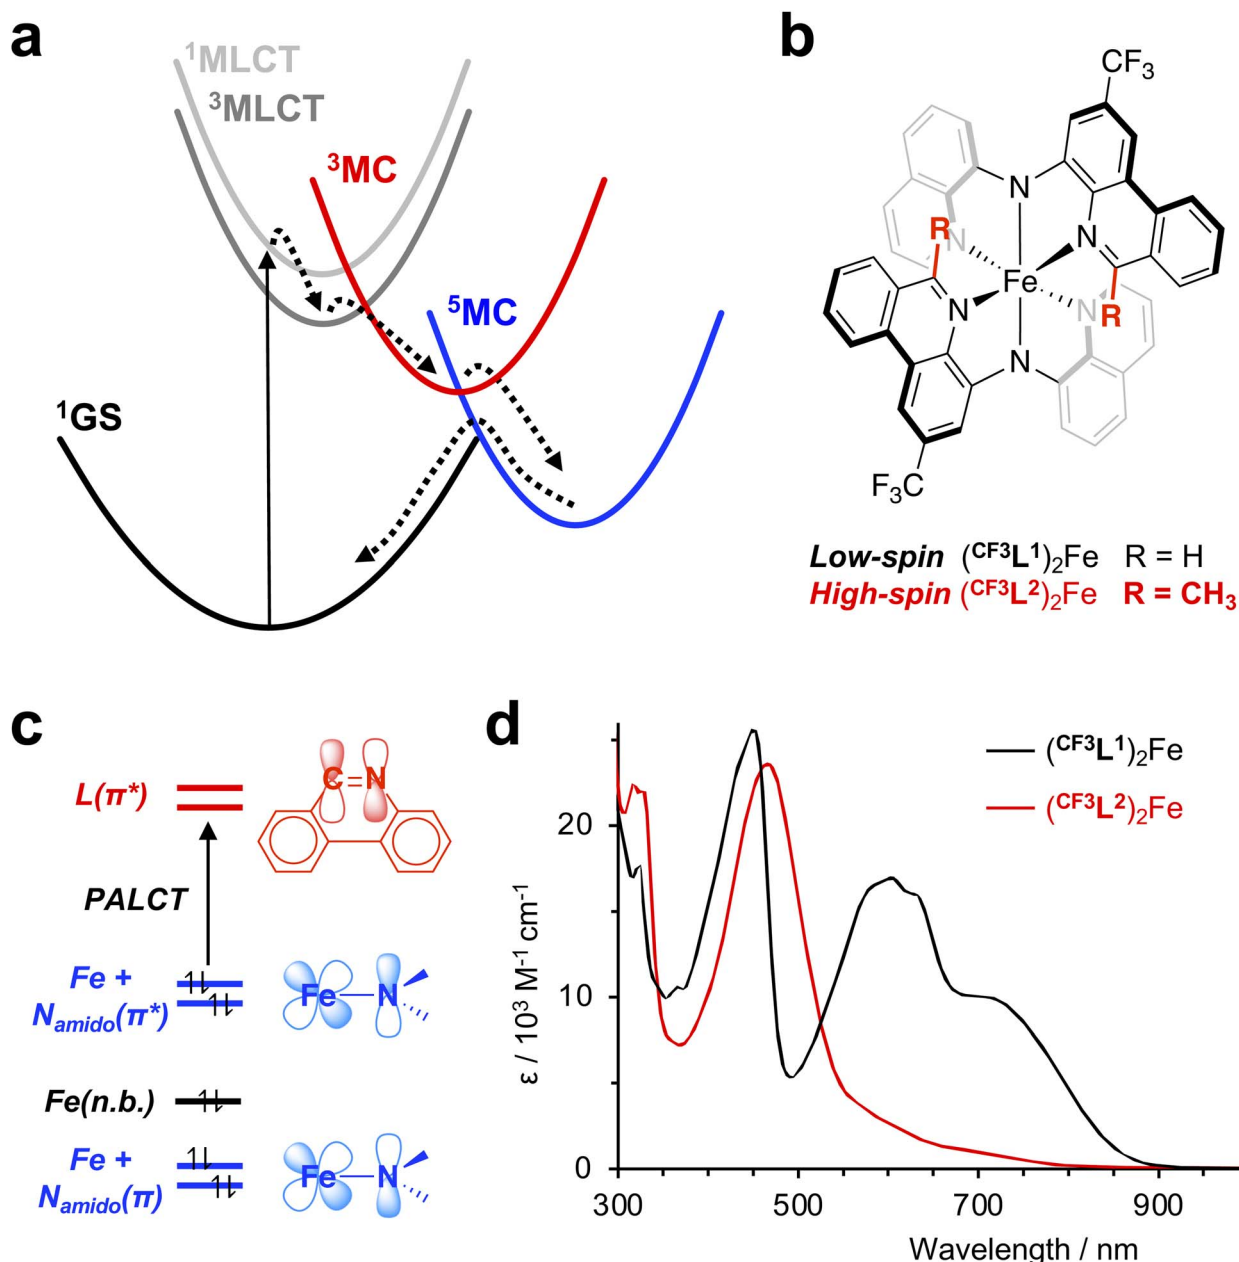 a
¹MLCT
³MLCT
³MC
⁵MC
¹GS
b
CF₃
N
R
N
N
Fe
N
N
R
N
F₃C
Low-spin (ᶜᶠ³L¹)₂Fe R = H
High-spin (ᶜᶠ³L²)₂Fe R = CH₃
c
L(π*)
C=N
PALCT
Fe +
N_amido(π*)
Fe N
Fe(n.b.)
Fe +
N_amido(π)
Fe N
d
(ᶜᶠ³L¹)₂Fe
(ᶜᶠ³L²)₂Fe
ε / 10³ M⁻¹ cm⁻¹
20
10
0
300 500 700 900
Wavelength / nm